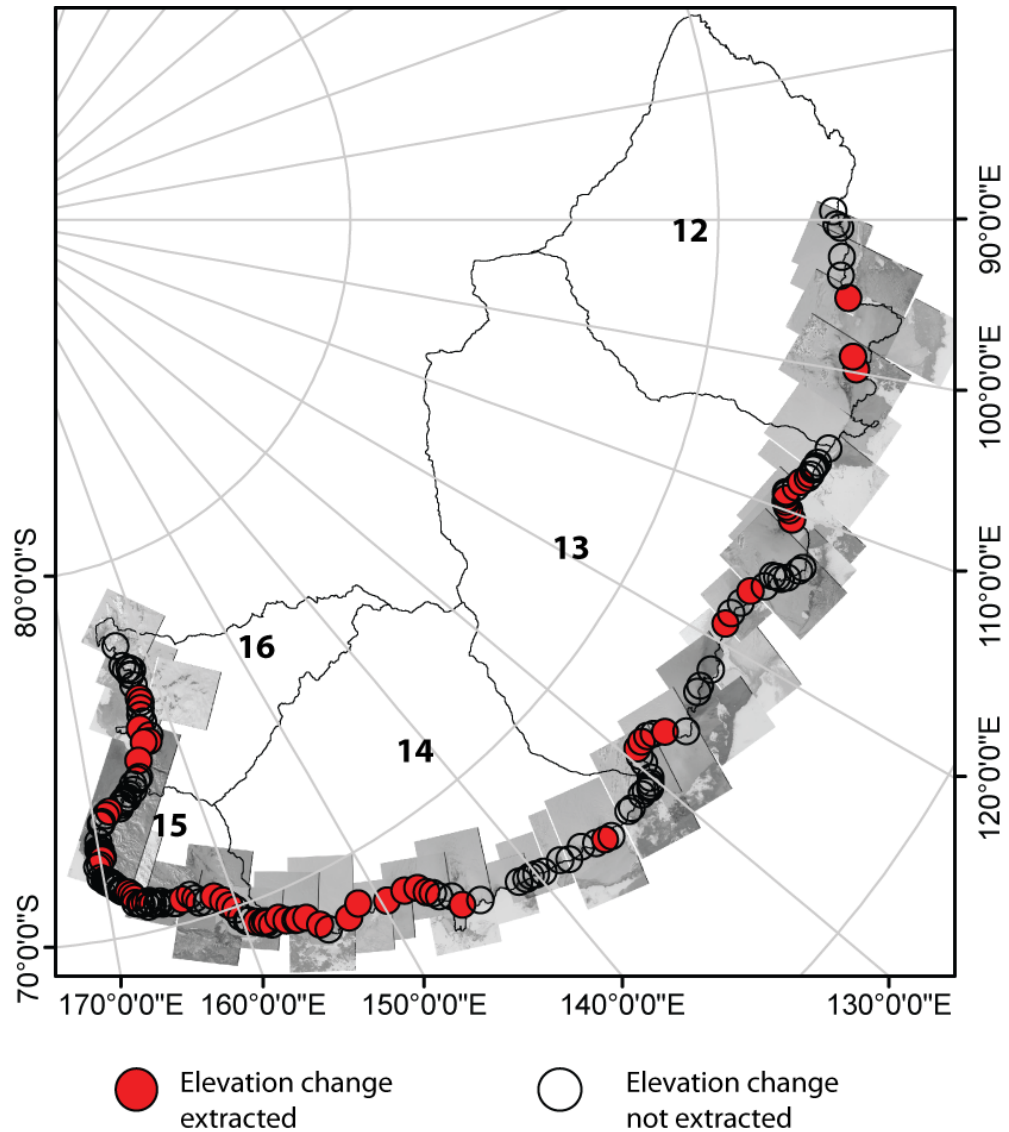 12
90°0'0"E
100°0'0"E
13
110°0'0"E
80°0'0"S
16
14
120°0'0"E
15
70°0'0"S
170°0'0"E
160°0'0"E
150°0'0"E
140°0'0"E
130°0'0"E
Elevation change
extracted
Elevation change
not extracted